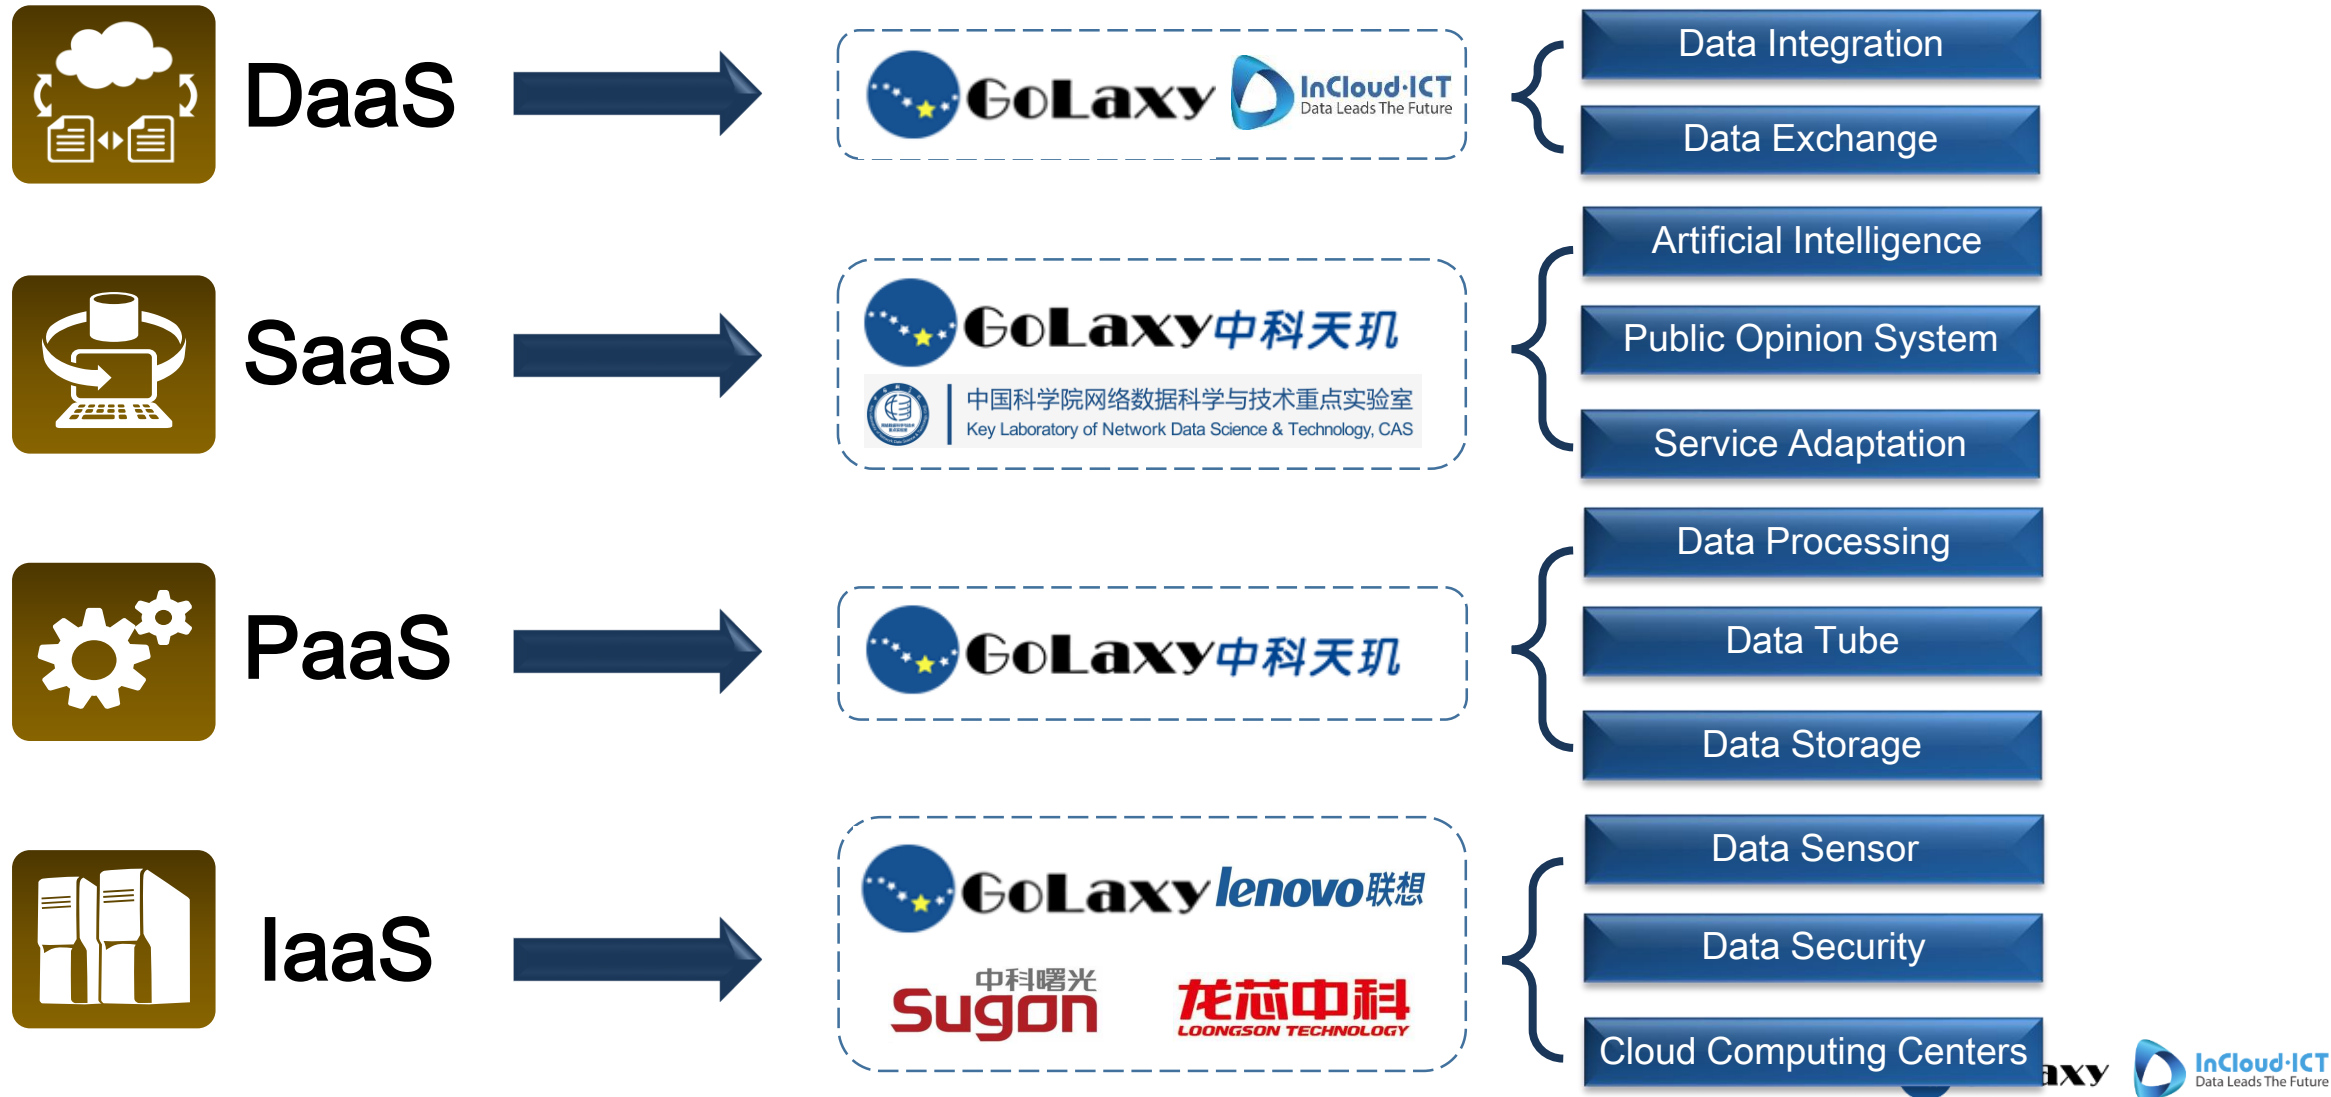 DaaS
GoLaxy
InCloud·ICT
Data Leads The Future
Data Integration
Data Exchange
SaaS
GoLaxy中科天玑
中国科学院网络数据科学与技术重点实验室
Key Laboratory of Network Data Science & Technology, CAS
Artificial Intelligence
Public Opinion System
Service Adaptation
PaaS
GoLaxy中科天玑
Data Processing
Data Tube
Data Storage
IaaS
GoLaxy
lenovo联想
中科曙光
Sugon
龙芯中科
LOONGSON TECHNOLOGY
Data Sensor
Data Security
Cloud Computing Centers
axy
InCloud·ICT
Data Leads The Future